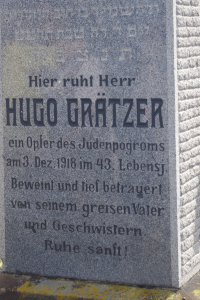 Hier ruht Herr
HUGO GRÄTZER
ein Opfer des Judenpogroms
am 3. Dez. 1918 im 43. Lebensj.
Beweint und tief betrauert
von seinem greisen Vater
und Geschwistern
Ruhe sanft!